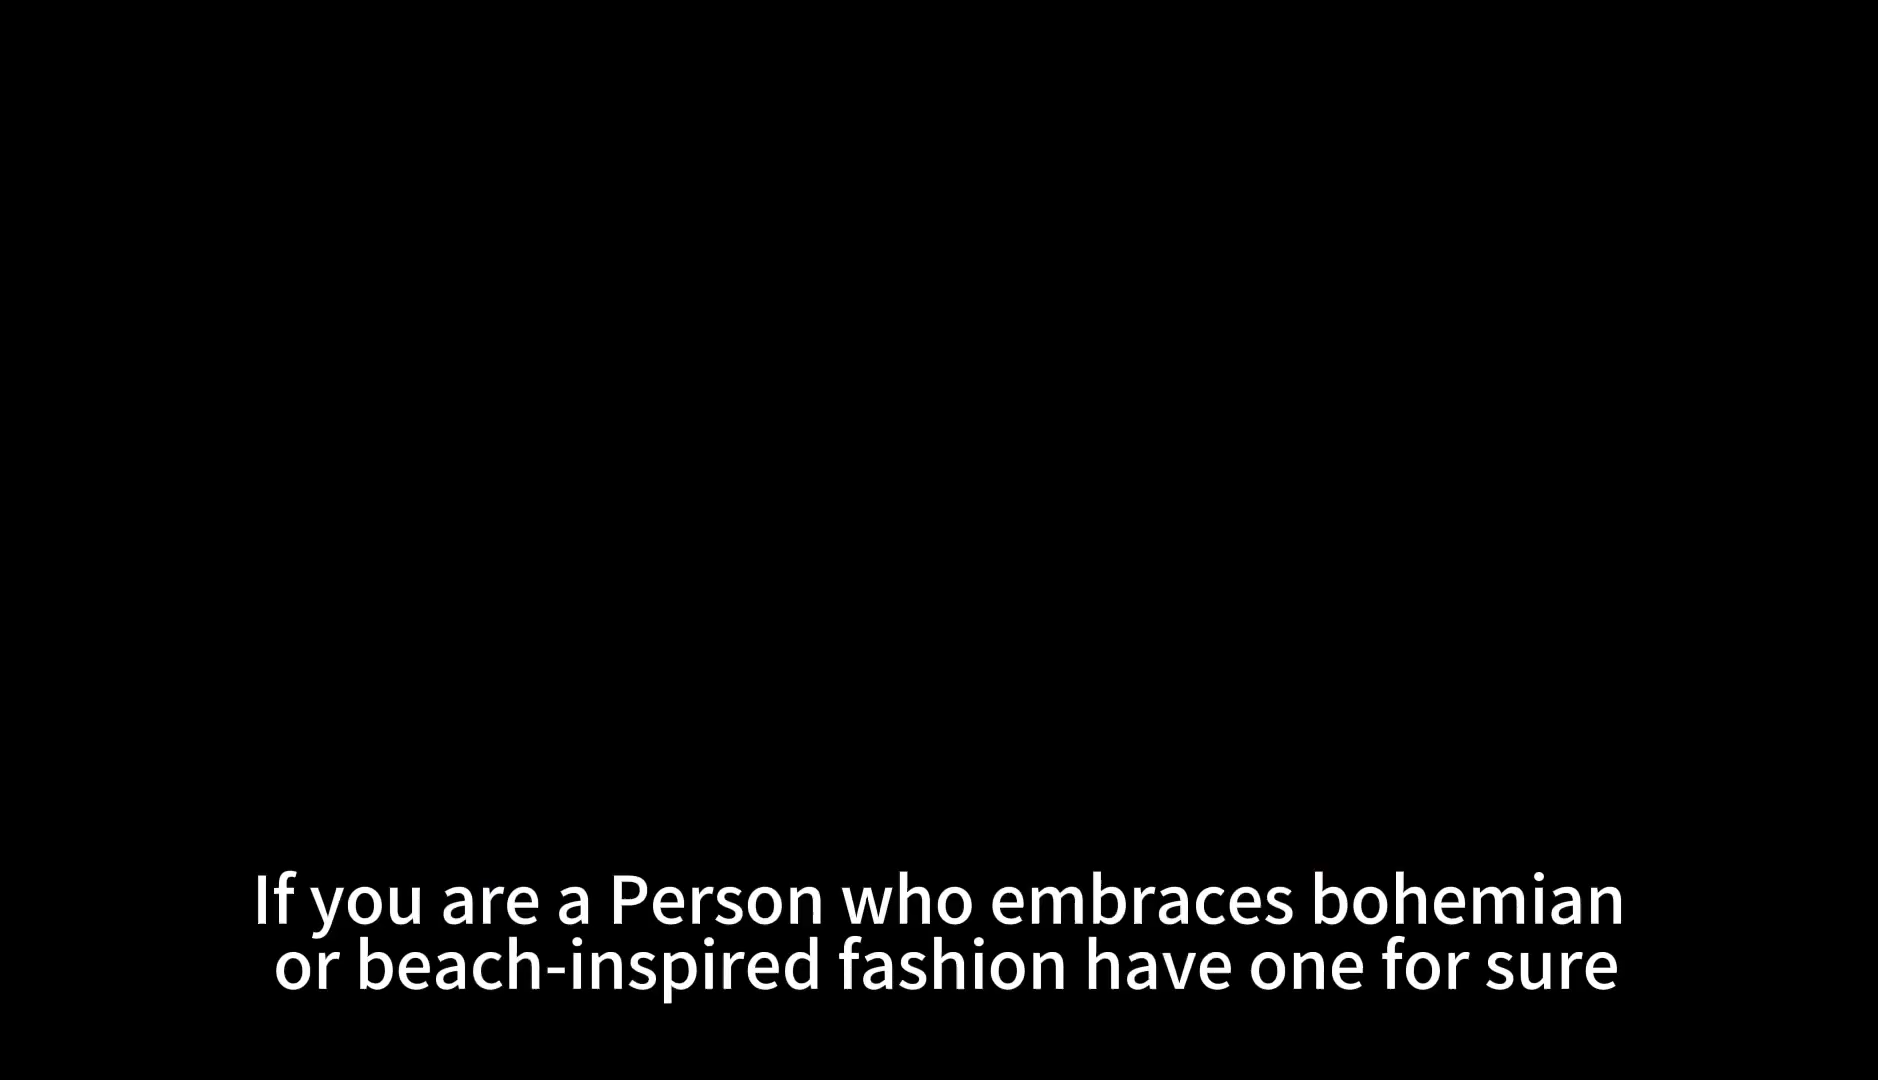 If you are a Person who embraces bohemian
or beach-inspired fashion have one for sure